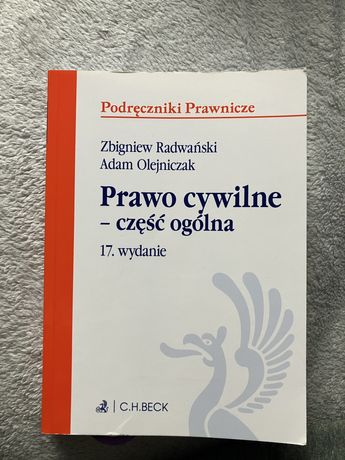 Podręczniki Prawnicze
Zbigniew Radwański
Adam Olejniczak
Prawo cywilne
– część ogólna
17. wydanie
C.H.BECK